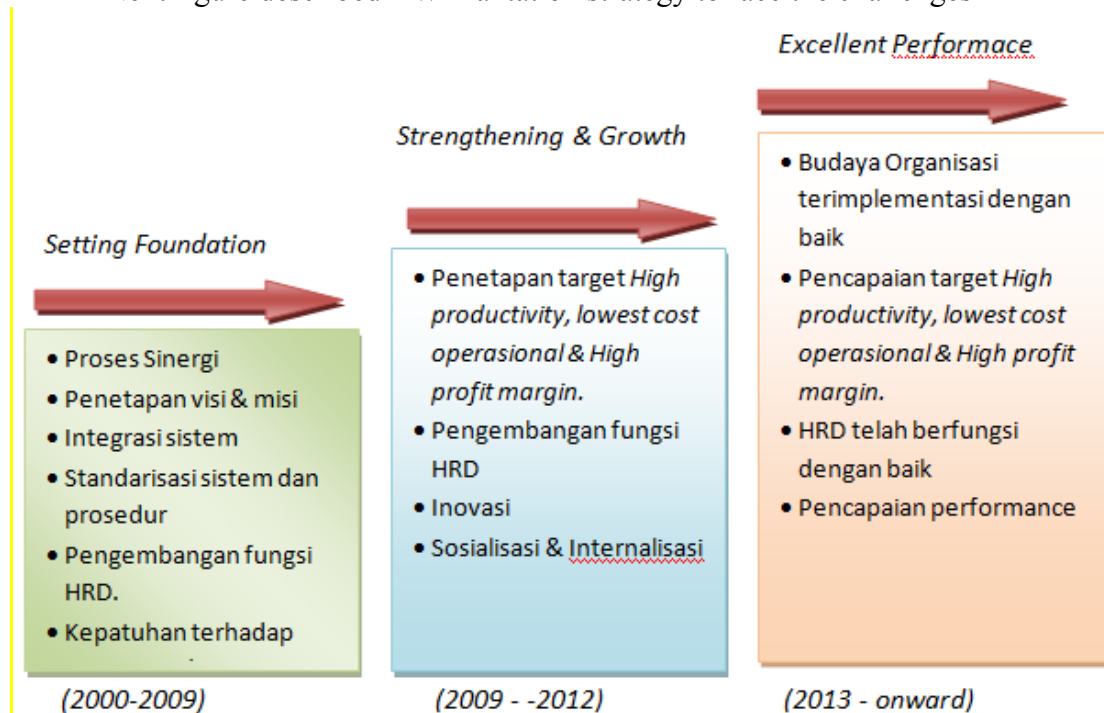 Excellent Performace
Strengthening & Growth
Setting Foundation
• Proses Sinergi
• Penetapan visi & misi
• Integrasi sistem
• Standarisasi sistem dan
prosedur
• Pengembangan fungsi
HRD.
• Kepatuhan terhadap
(2000-2009)
• Penetapan target High
productivity, lowest cost
operasional & High
profit margin.
• Pengembangan fungsi
HRD
• Inovasi
• Sosialisasi & Internalisasi
(2009 - -2012)
• Budaya Organisasi
terimplementasi dengan
baik
• Pencapaian target High
productivity, lowest cost
operasional & High profit
margin.
• HRD telah berfungsi
dengan baik
• Pencapaian performance
(2013 - onward)